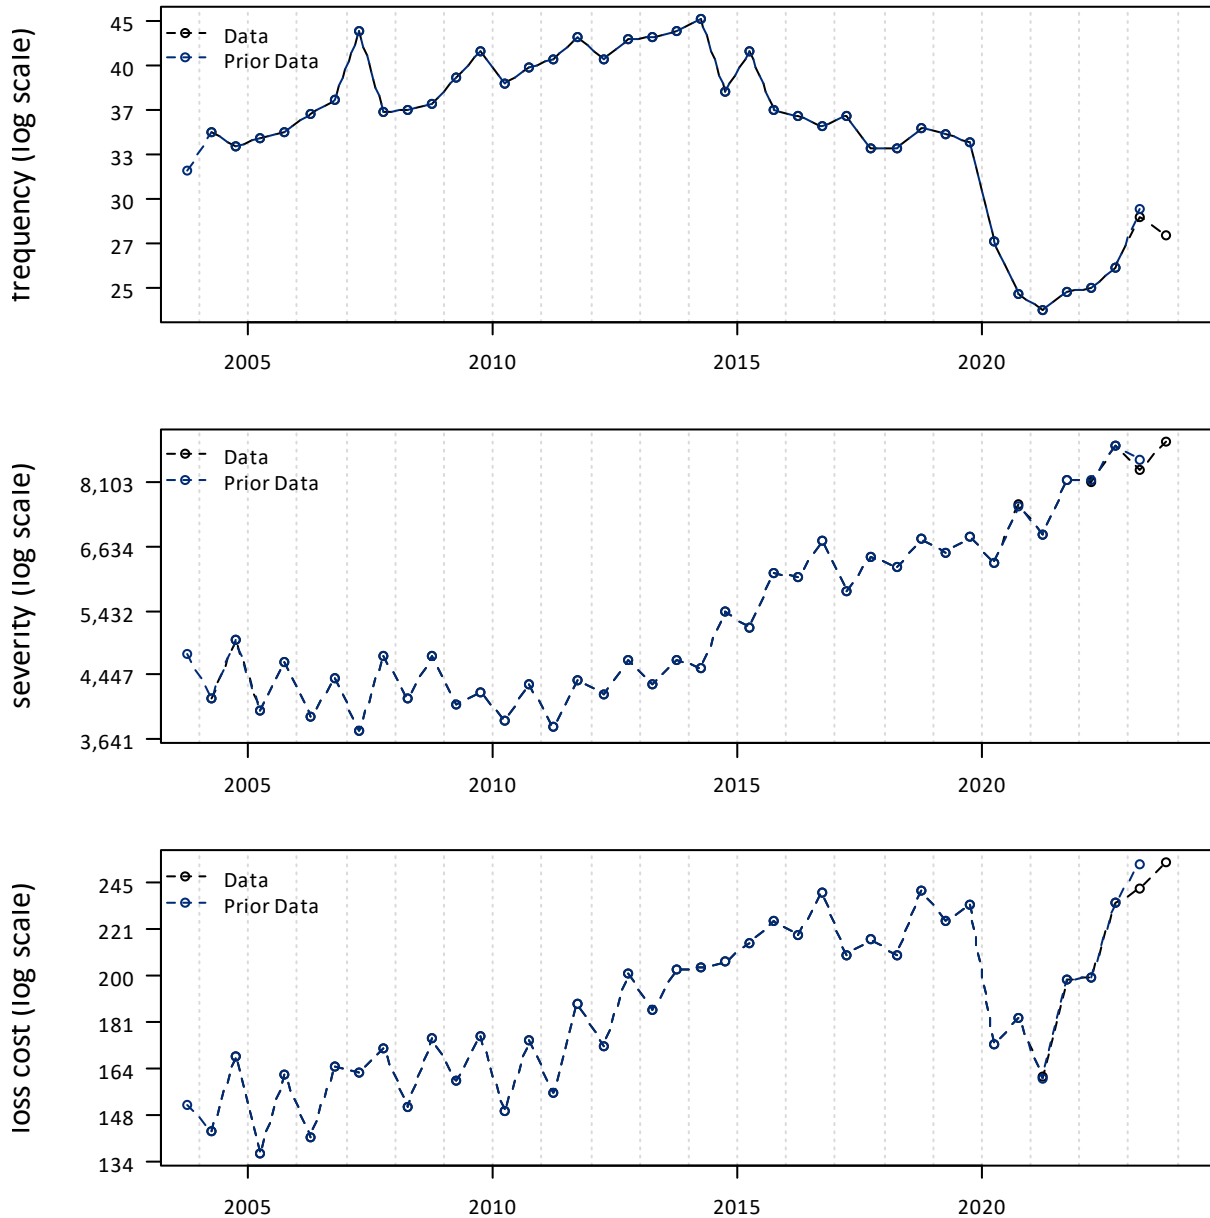 frequency (log scale)
45
40
37
33
30
27
25
Data
Prior Data
2005 2010 2015 2020
severity (log scale)
8,103
6,634
5,432
4,447
3,641
Data
Prior Data
2005 2010 2015 2020
loss cost (log scale)
245
221
200
181
164
148
134
Data
Prior Data
2005 2010 2015 2020